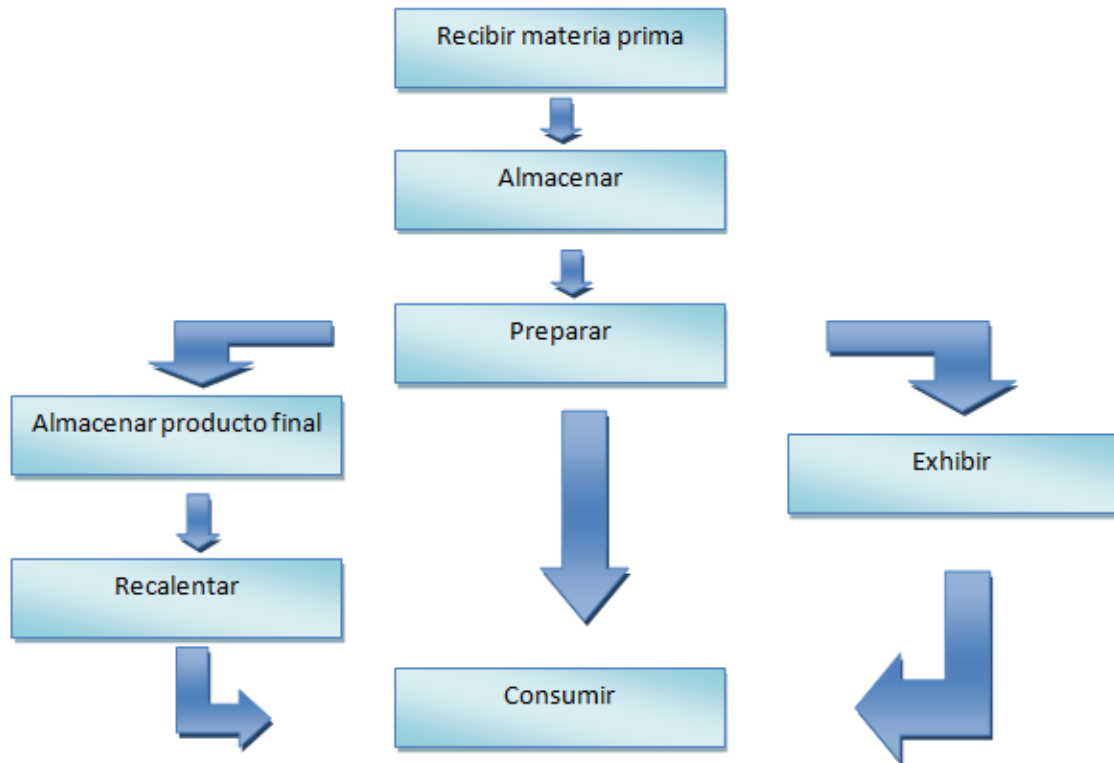 Recibir materia prima
Almacenar
Preparar
Almacenar producto final
Exhibir
Recalentar
Consumir